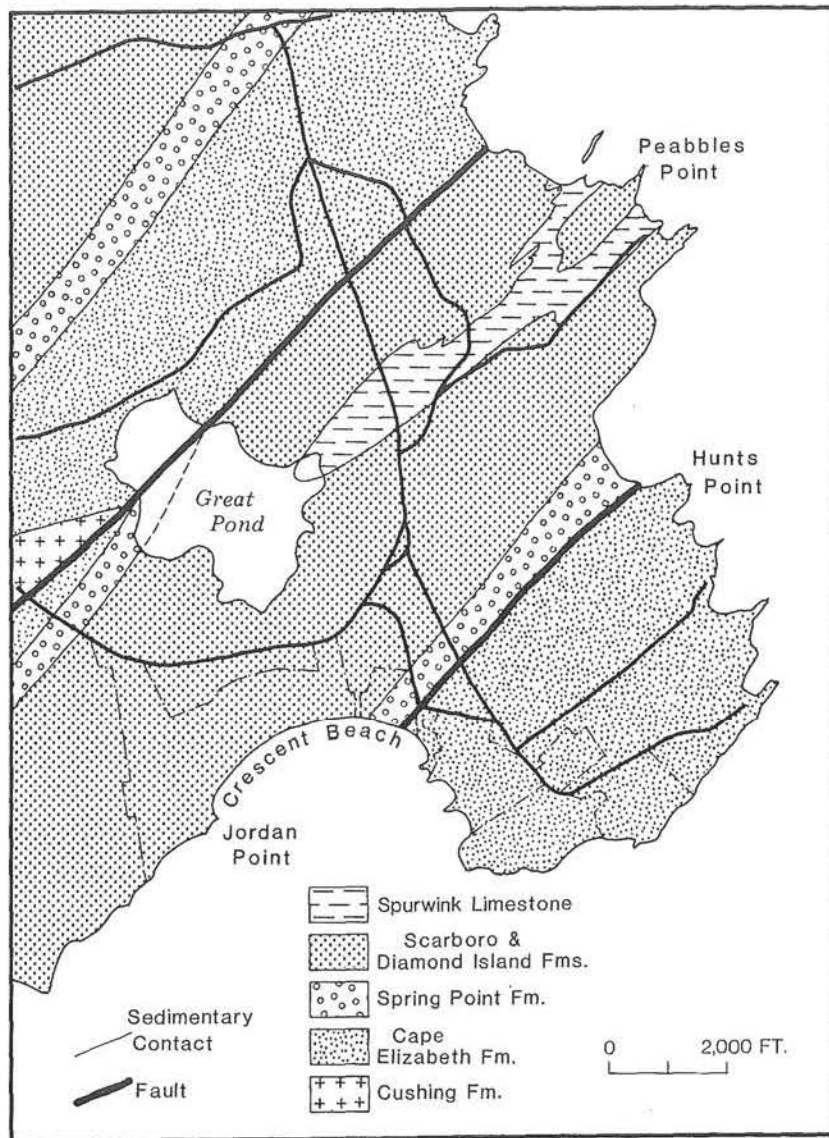 Peabbles
Point
Great
Pond
Hunts
Point
Crescent Beach
Jordan
Point
Spurwink Limestone
Scarboro &
Diamond Island Fms.
Spring Point Fm.
Cape
Elizabeth Fm.
Cushing Fm.
Sedimentary
Contact
Fault
0 2,000 FT.